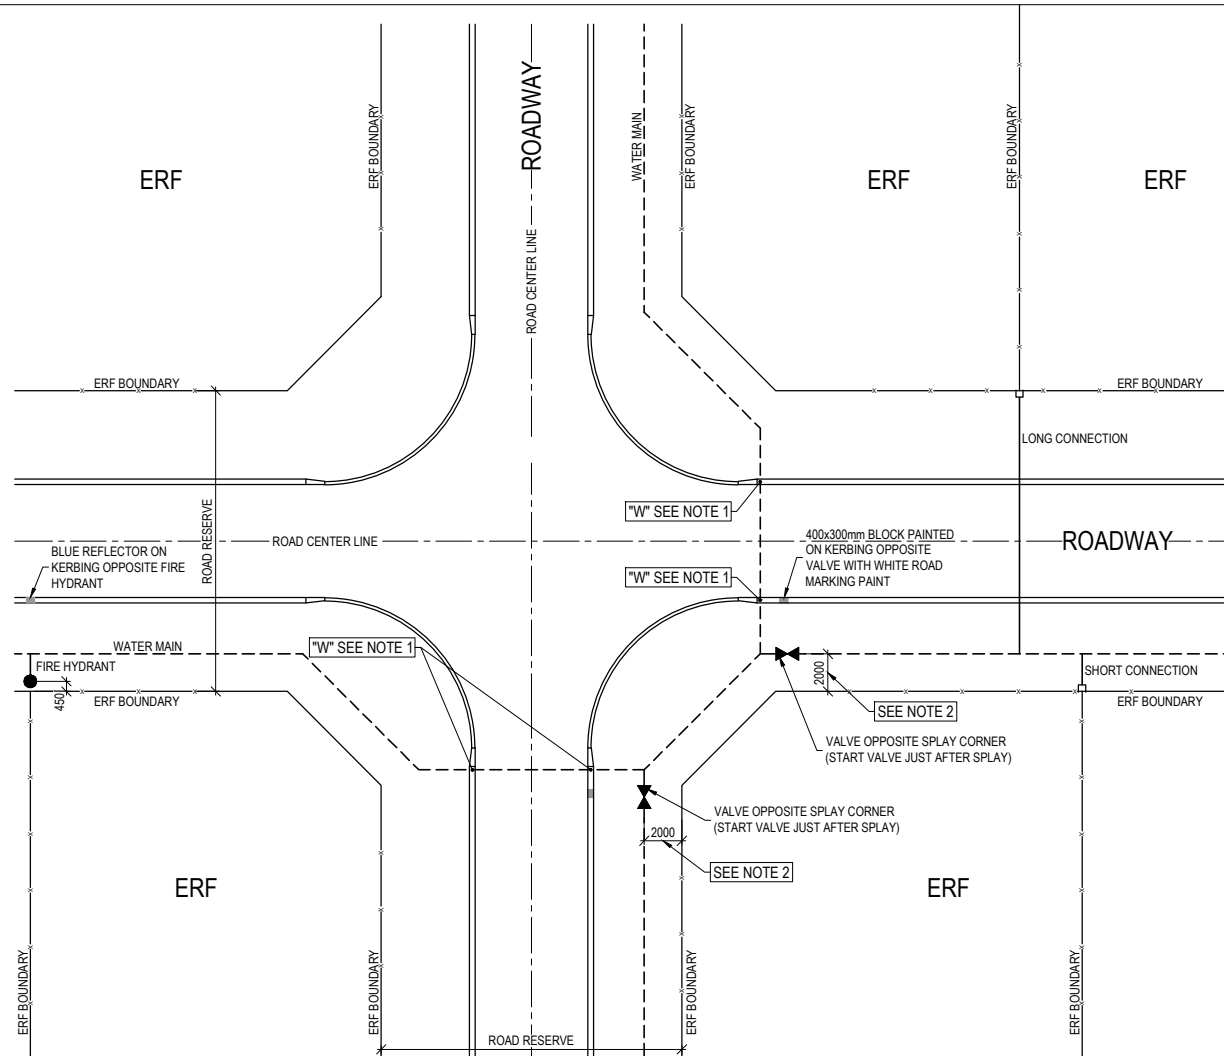 ROADWAY
ERF BOUNDARY
WATER MAIN
ERF BOUNDARY
ERF BOUNDARY
ERF
ERF
ERF
ROAD CENTER LINE
ERF BOUNDARY
ERF BOUNDARY
LONG CONNECTION
ROAD RESERVE
"W" SEE NOTE 1
ROAD CENTER LINE
400x300mm BLOCK PAINTED
ON KERBING OPPOSITE
VALVE WITH WHITE ROAD
MARKING PAINT
ROADWAY
BLUE REFLECTOR ON
KERBING OPPOSITE FIRE
HYDRANT
"W" SEE NOTE 1
WATER MAIN
"W" SEE NOTE 1
FIRE HYDRANT
450
ERF BOUNDARY
2000
SHORT CONNECTION
ERF BOUNDARY
SEE NOTE 2
VALVE OPPOSITE SPLAY CORNER
(START VALVE JUST AFTER SPLAY)
VALVE OPPOSITE SPLAY CORNER
(START VALVE JUST AFTER SPLAY)
2000
SEE NOTE 2
ERF
ERF
ERF BOUNDARY
ERF BOUNDARY
ERF BOUNDARY
ERF BOUNDARY
ROAD RESERVE